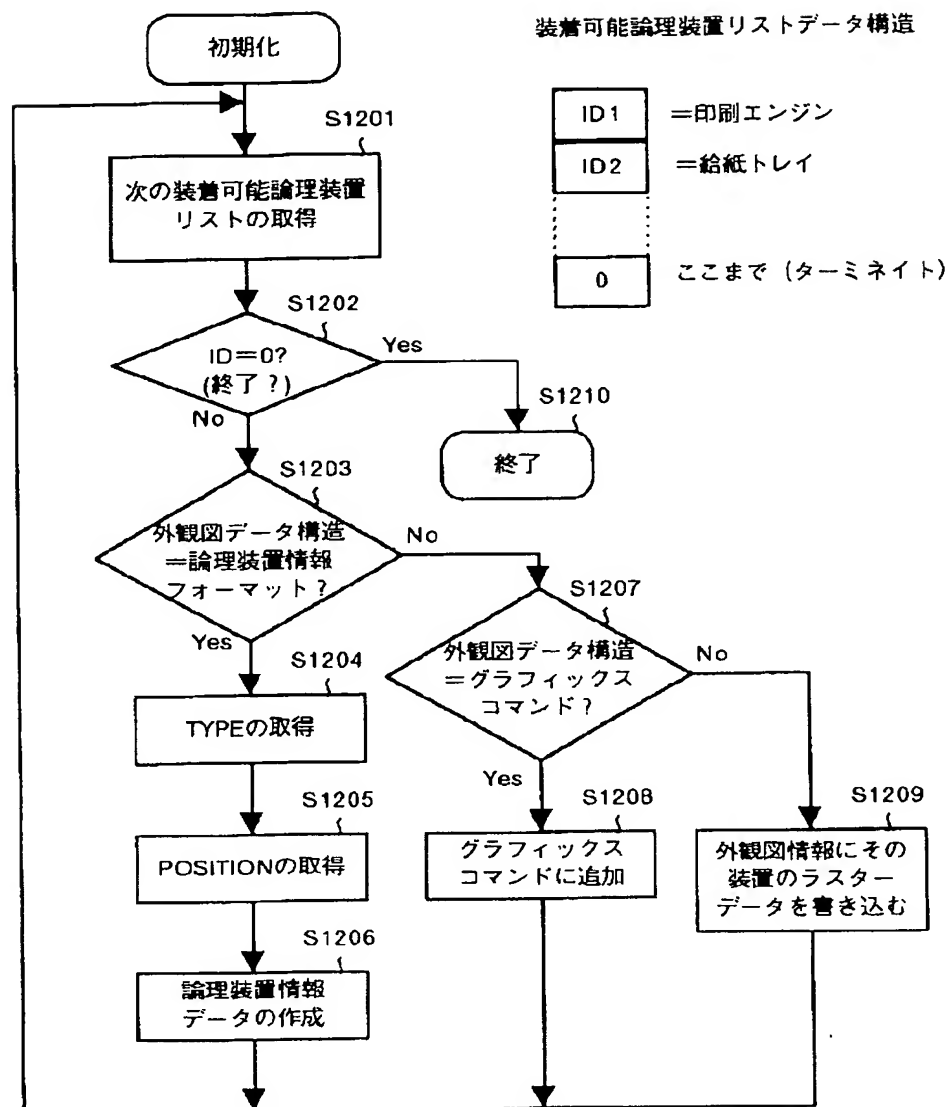 装着可能論理装置リストデータ構造
初期化
ID1
=印刷エンジン
ID2
=給紙トレイ
0
ここまで (ターミネイト)
S1201
次の装着可能論理装置
リストの取得
S1202
ID=0?
(終了?)
Yes
No
S1210
終了
S1203
外観図データ構造
=論理装置情報
フォーマット?
No
Yes
S1207
外観図データ構造
=グラフィックス
コマンド?
No
Yes
S1204
TYPEの取得
S1205
POSITIONの取得
S1206
論理装置情報
データの作成
S1208
グラフィックス
コマンドに追加
S1209
外観図情報にその
装置のラスター
データを書き込む